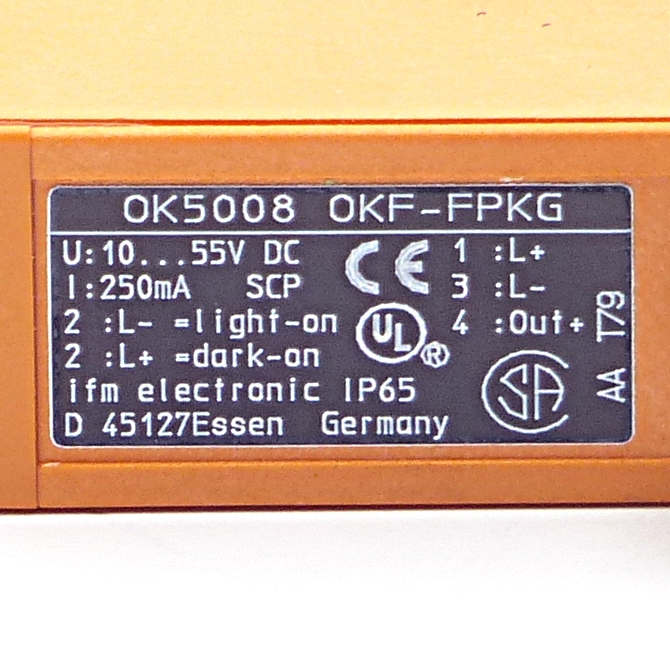 OK5008 OKF-FPKG
U:10...55V DC CE 1 :L+
I:250mA SCP 3 :L-
2 :L- =light-on UL 4 :Out+
2 :L+ =dark-on ®
ifm electronic IP65 SA
D 45127Essen Germany
AA T79